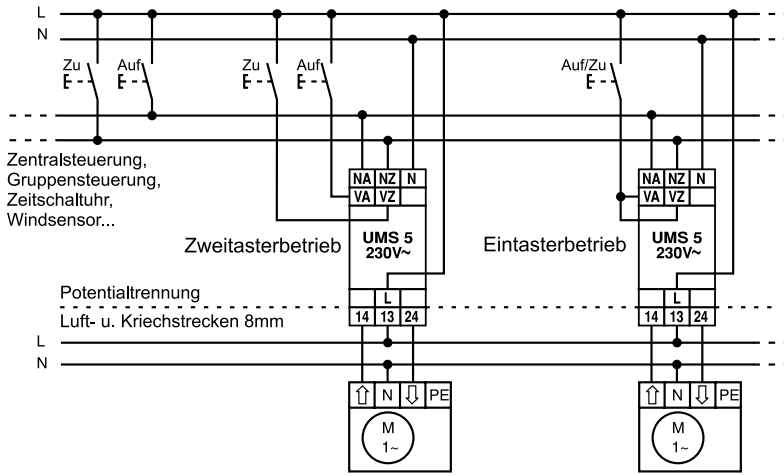 L
N
Zu Auf Zu Auf Auf/Zu
Zentralsteuerung,
Gruppensteuerung,
Zeitschaltuhr,
Windsensor...
NA NZ N
VA VZ
UMS 5
230V~
Zweitasterbetrieb
L
14 13 24
NA NZ N
VA VZ
UMS 5
230V~
Eintasterbetrieb
L
14 13 24
Potentialtrennung
Luft- u. Kriechstrecken 8mm
L
N
⇧ N ⇩ PE
M
1~
⇧ N ⇩ PE
M
1~